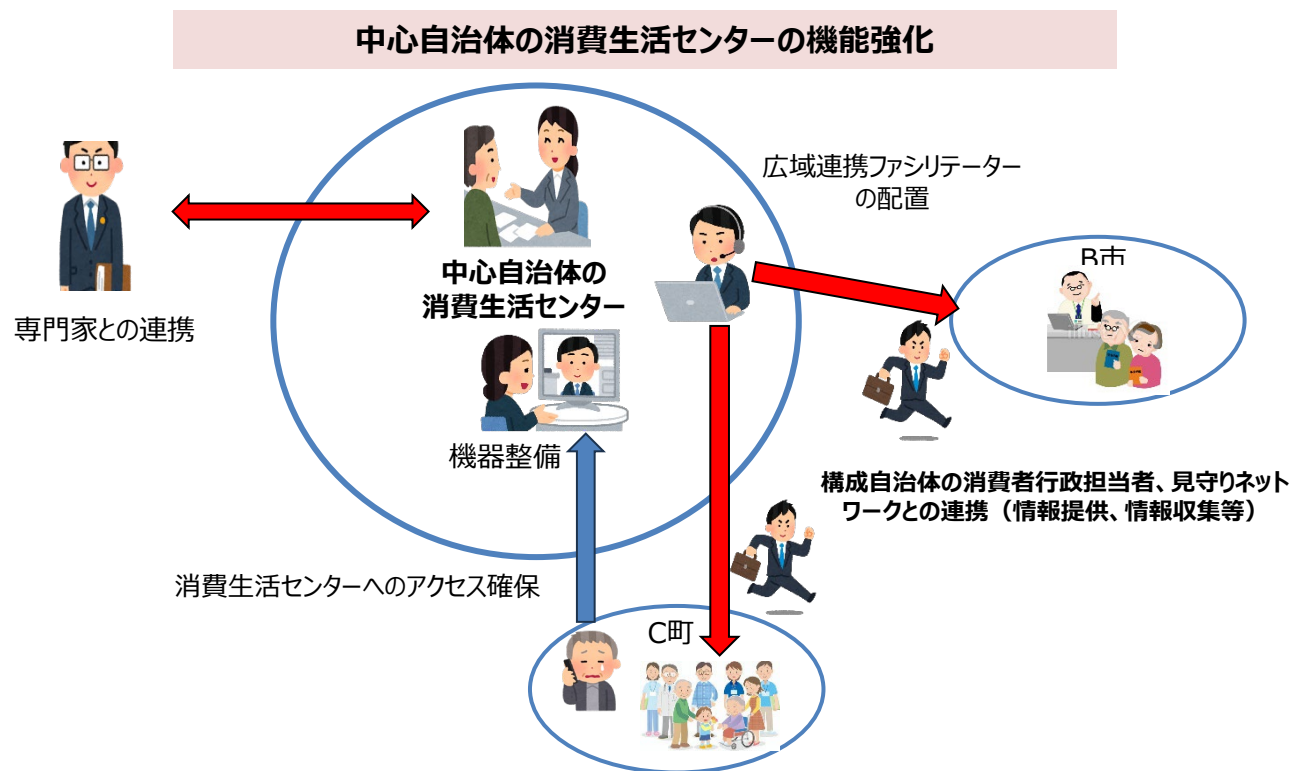 中心自治体の消費生活センターの機能強化
広域連携ファシリテーター
の配置
B市
中心自治体の
消費生活センター
専門家との連携
機器整備
構成自治体の消費者行政担当者、見守りネット
ワークとの連携（情報提供、情報収集等）
消費生活センターへのアクセス確保
C町